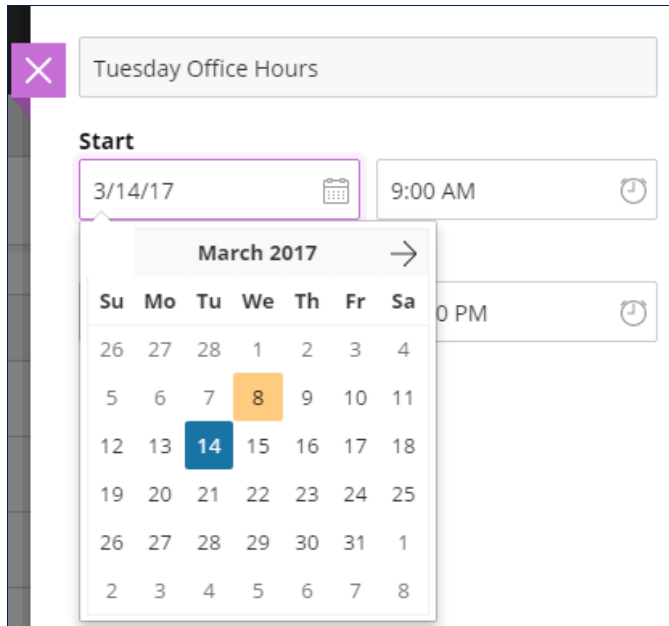 Tuesday Office Hours
Start
3/14/17 9:00 AM
March 2017
Su Mo Tu We Th Fr Sa
0 PM
26 27 28 1 2 3 4
5 6 7 8 9 10 11
12 13 14 15 16 17 18
19 20 21 22 23 24 25
26 27 28 29 30 31 1
2 3 4 5 6 7 8